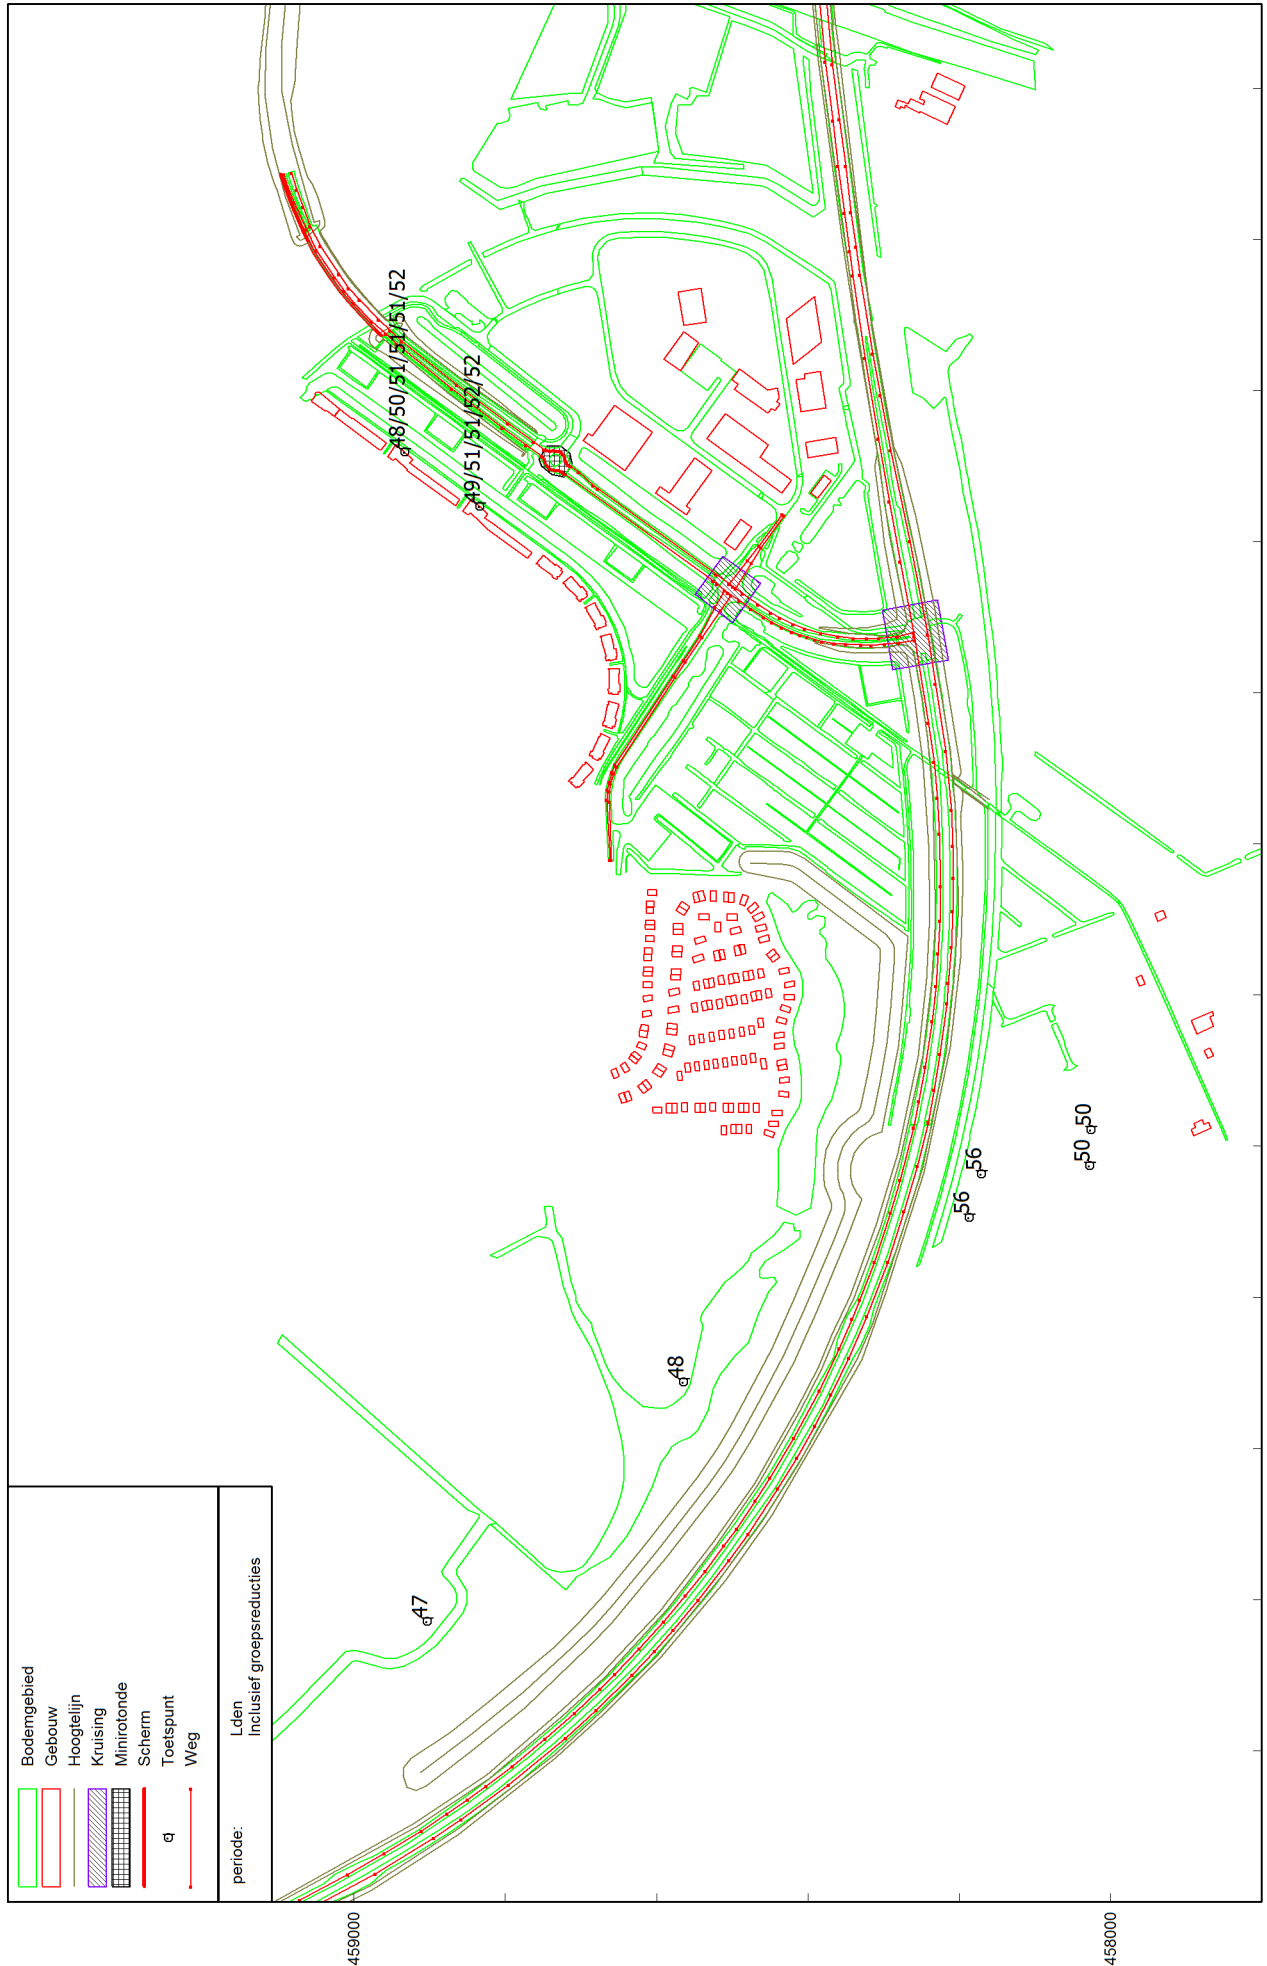 Bodemgebied
Gebouw
Hoogtelijn
Kruising
Minirotonde
Scherm
Toetspunt
Weg
periode:
Lden
Inclusief groepsreducties
47
48
48/50/51/51/51/52
49/51/51/52/52
56
56
50
50
459000
458000